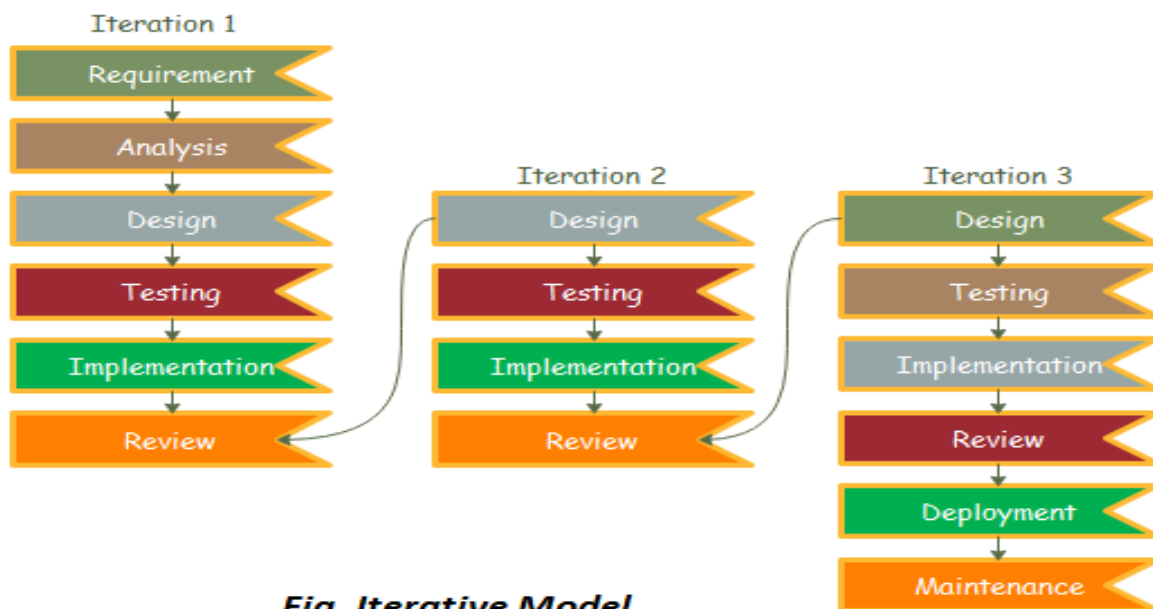 Iteration 1
Requirement
Analysis
Design
Testing
Implementation
Review
Iteration 2
Design
Testing
Implementation
Review
Iteration 3
Design
Testing
Implementation
Review
Deployment
Maintenance
Fig. Iterative Model